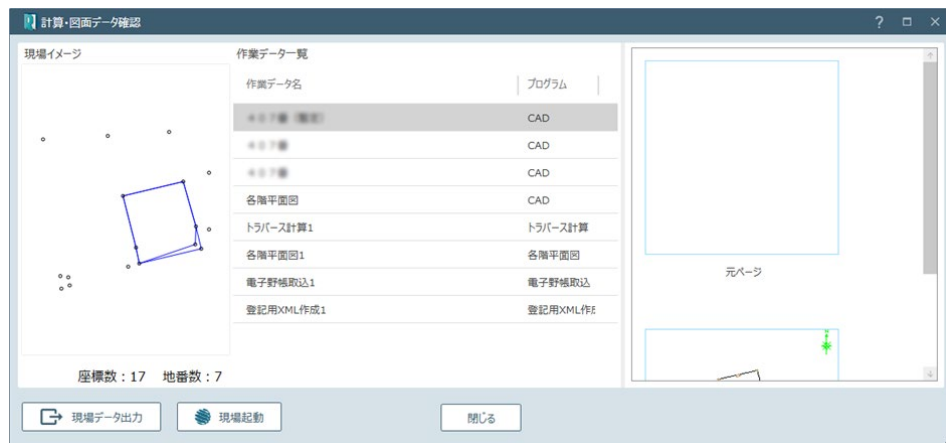 計算・図面データ確認
現場イメージ
作業データ一覧
作業データ名 プログラム
CAD
CAD
CAD
各階平面図 CAD
トラバース計算1 トラバース計算
各階平面図1 各階平面図
電子野帳取込1 電子野帳取込
登記用XML作成1 登記用XML作成
元ページ
座標数：17 地番数：7
現場データ出力 現場起動 閉じる